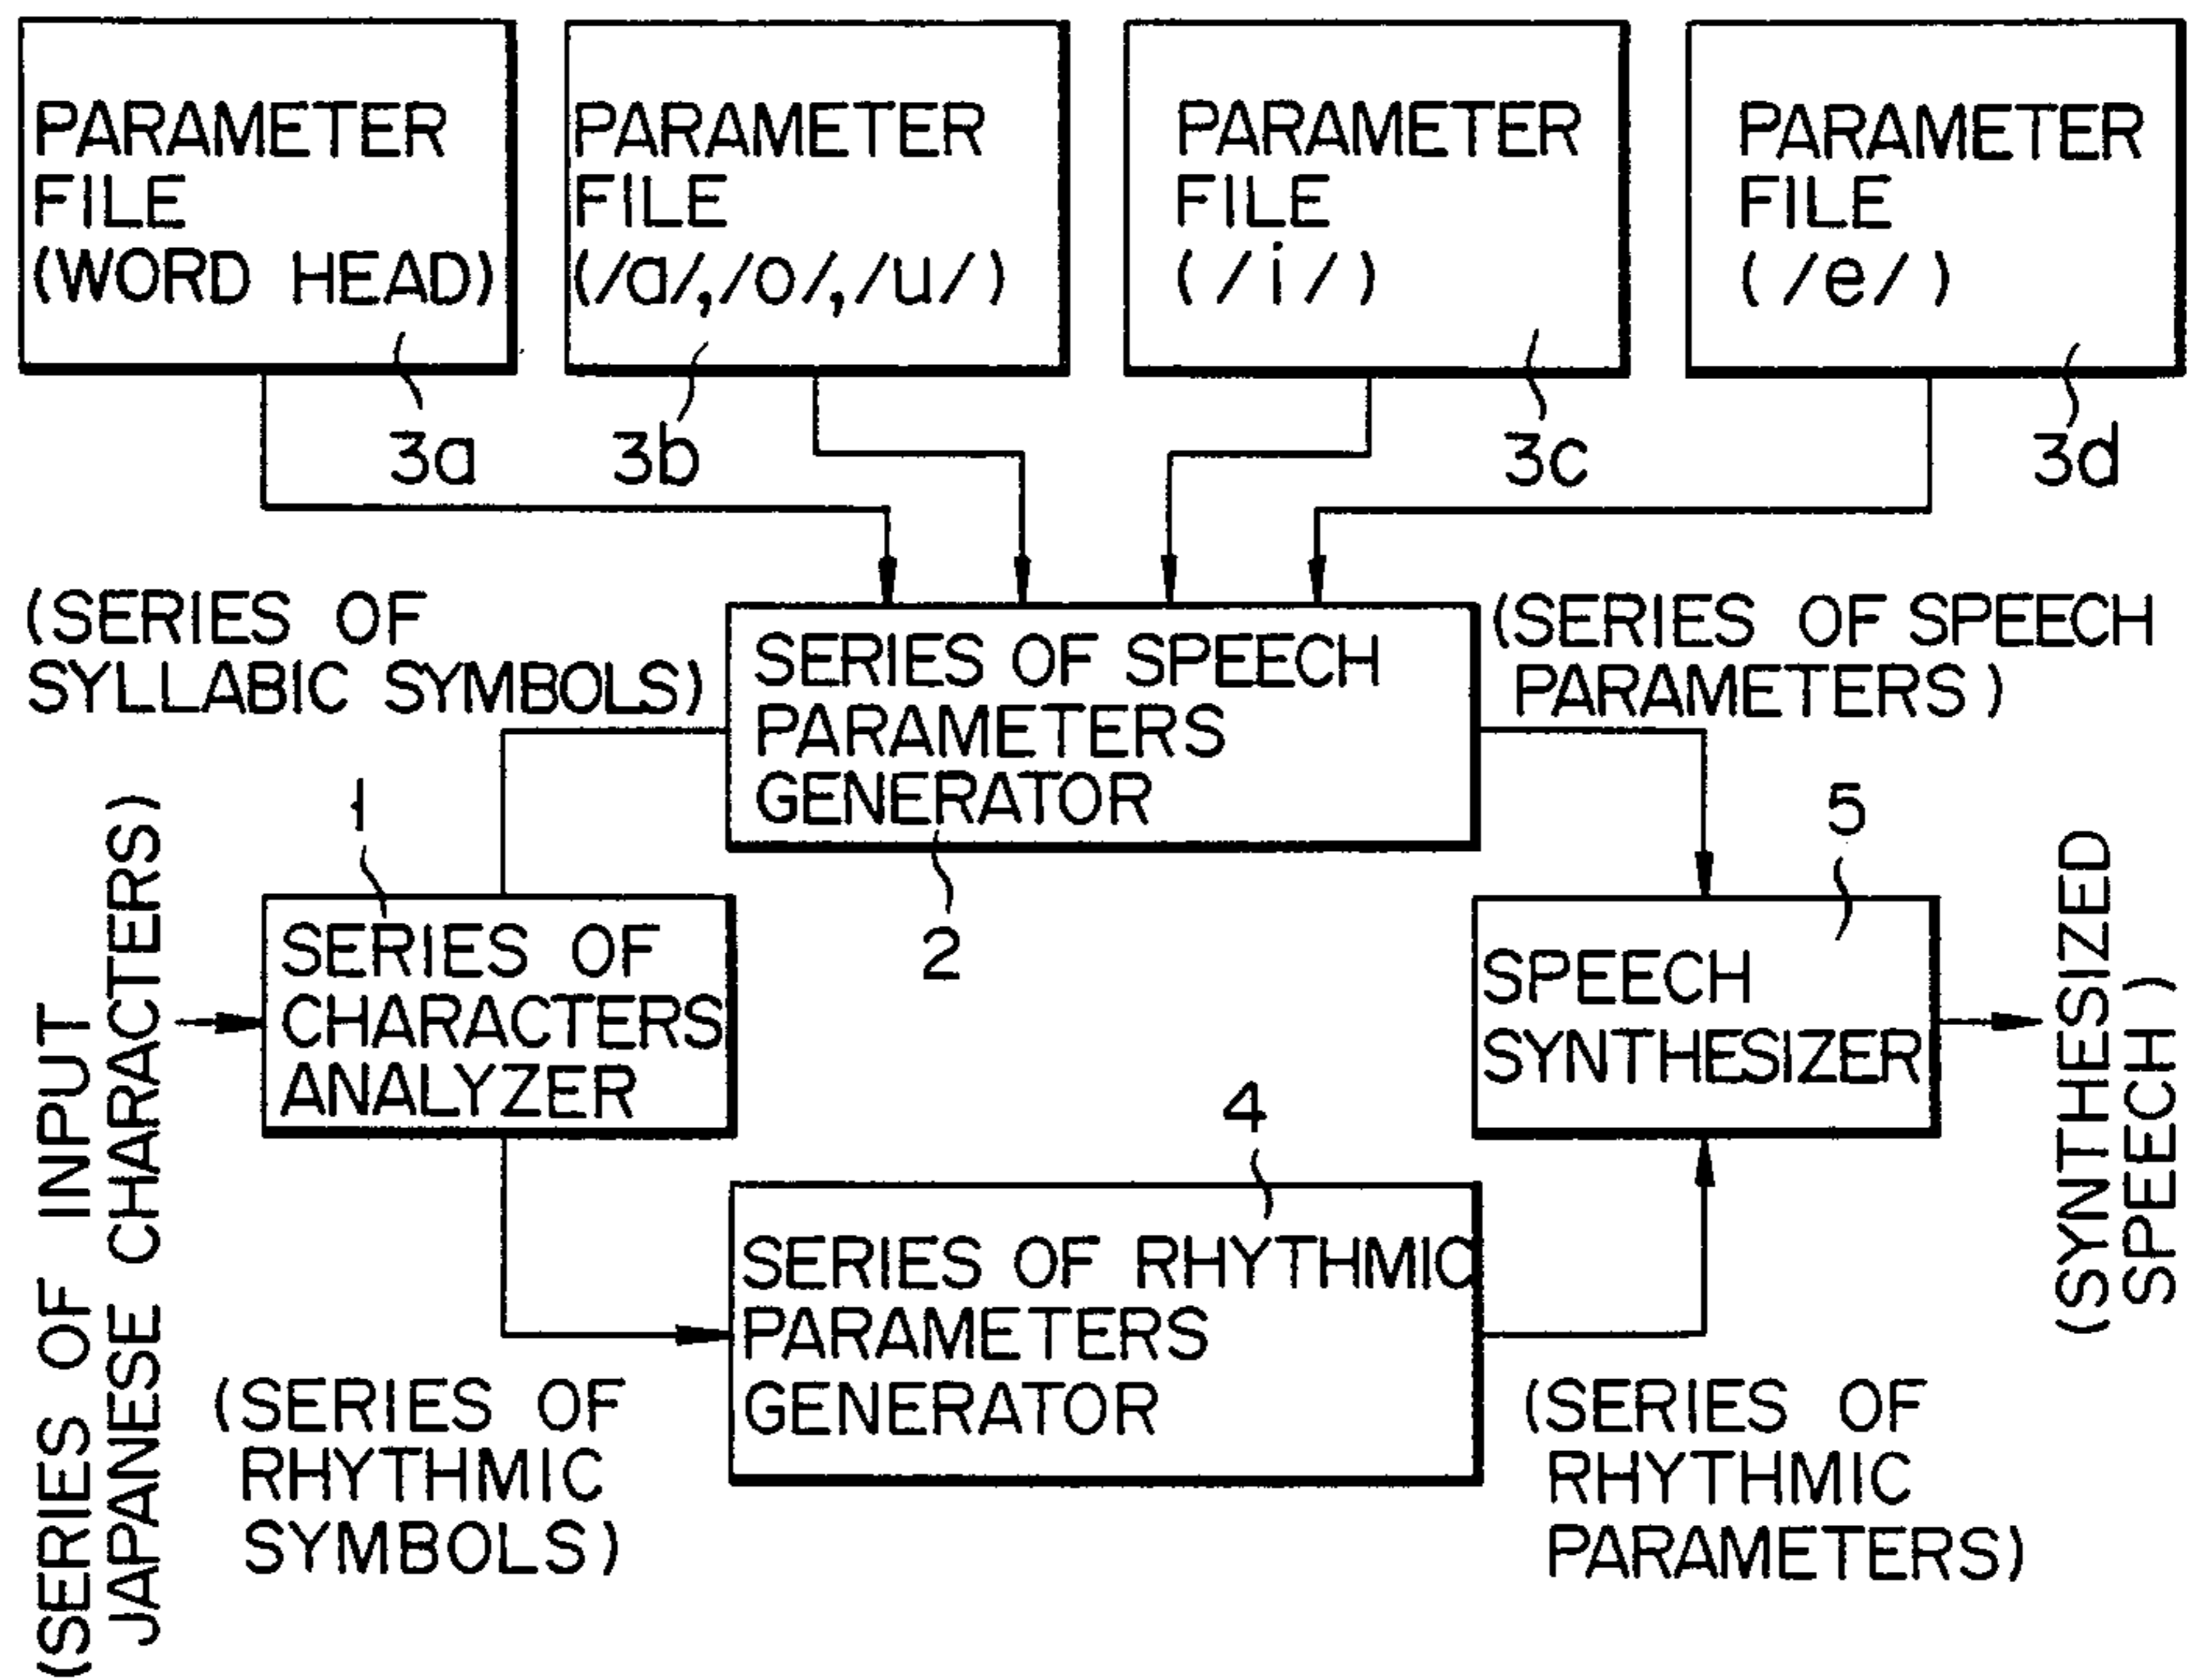 PARAMETER
FILE
(WORD HEAD)
3a
PARAMETER
FILE
(/a/,/o/,/u/)
3b
PARAMETER
FILE
(/i/)
3c
PARAMETER
FILE
(/e/)
3d
(SERIES OF
SYLLABIC SYMBOLS)
SERIES OF SPEECH
PARAMETERS
GENERATOR
2
(SERIES OF SPEECH
PARAMETERS)
(SERIES OF INPUT
JAPANESE CHARACTERS)
1
SERIES OF
CHARACTERS
ANALYZER
5
SPEECH
SYNTHESIZER
(SYNTHESIZED
SPEECH)
4
SERIES OF RHYTHMIC
PARAMETERS
GENERATOR
(SERIES OF
RHYTHMIC
SYMBOLS)
(SERIES OF
RHYTHMIC
PARAMETERS)